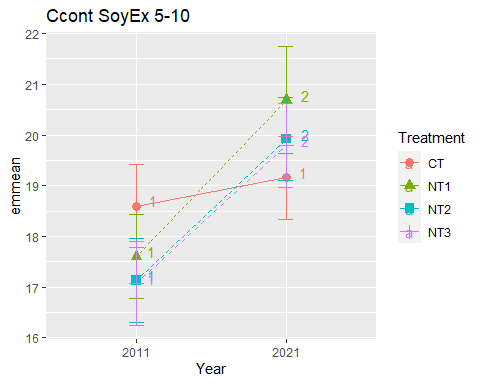 Ccont SoyEx 5-10
22
21
20
19
18
17
16
emmean
1
1
1
1
2
2
2
1
2011
2021
Year
Treatment
a CT
a NT1
a NT2
a NT3